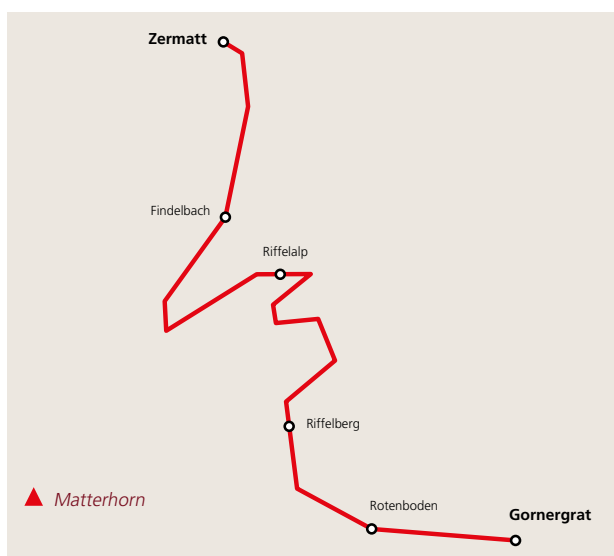 Zermatt
Findelbach
Riffelalp
Riffelberg
Matterhorn
Rotenboden
Gornergrat